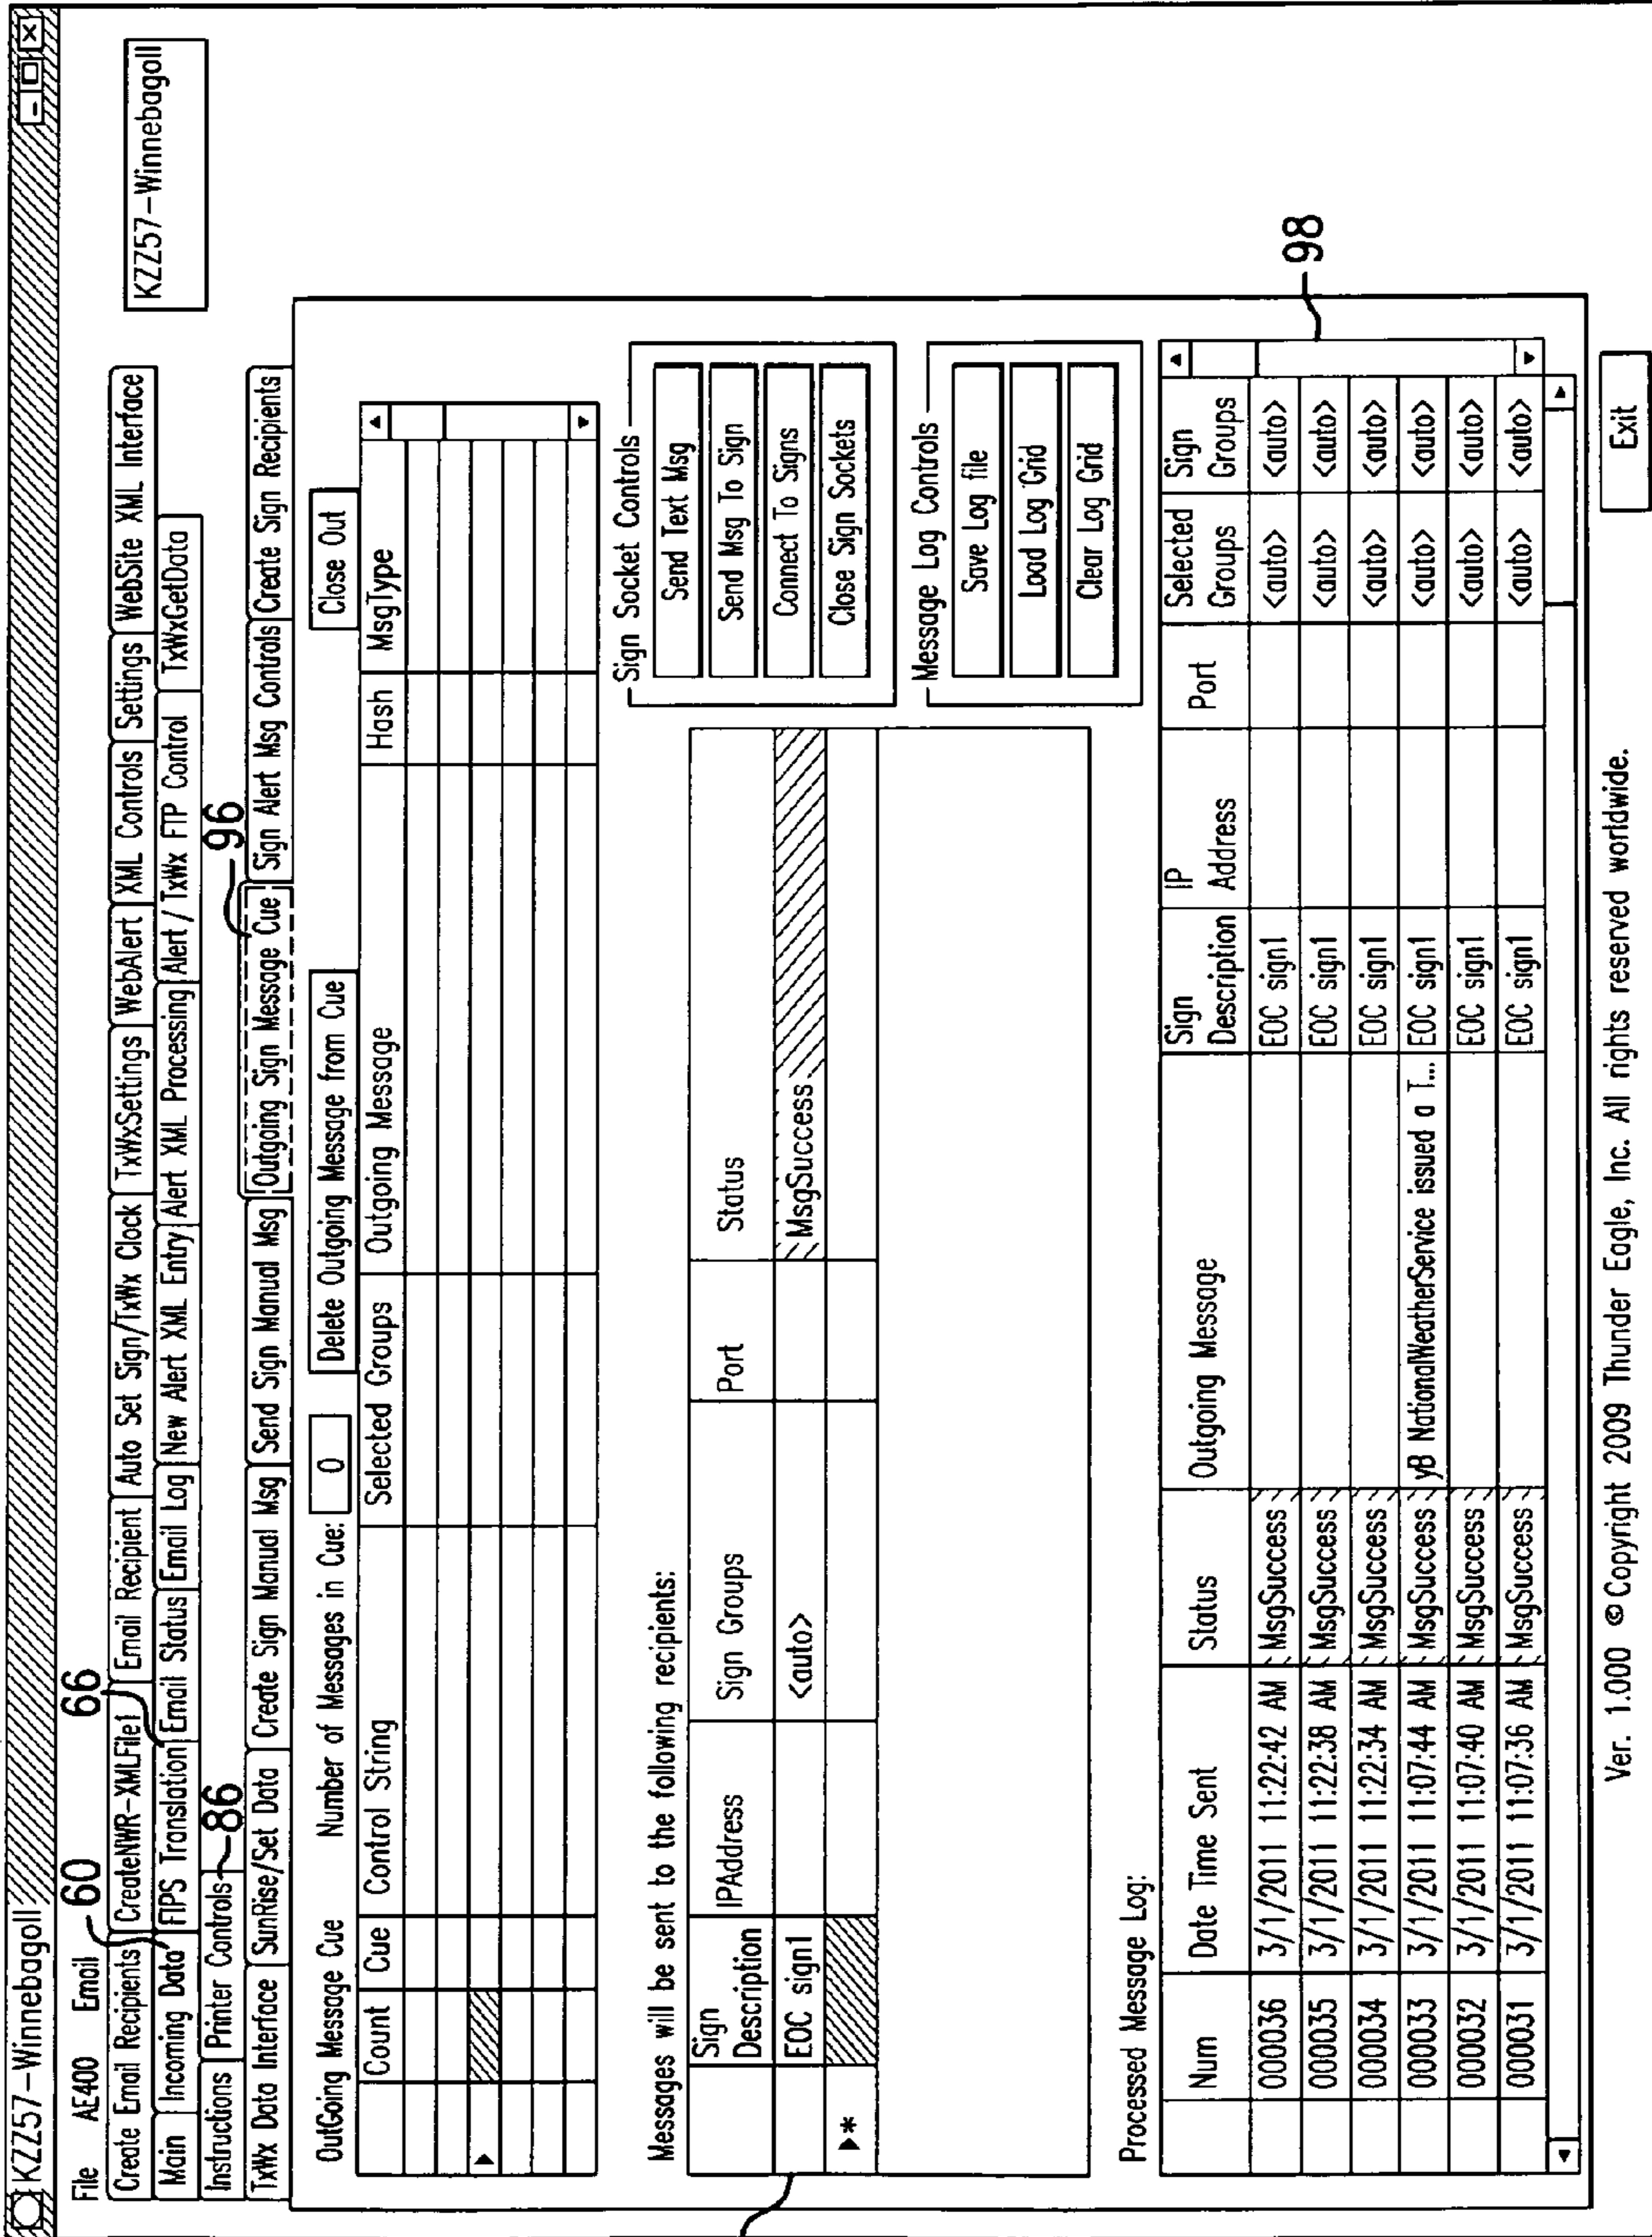 KZZ57-Winnebagoll
File AE400 Email
60
66
KZZ57-Winnebagoll
Create Email Recipients CreateNWR-XMLFile1 Email Recipient Auto Set Sign/TxWx Clock TxWxSettings WebAlert XML Controls Settings WebSite XML Interface
Main Incoming Data FIPS Translation Email Status Email Log New Alert XML Entry Alert XML Processing Alert / TxWx FTP Control TxWxGetData
Instructions Printer Controls 86
96
TxWx Data Interface SunRise/Set Data Create Sign Manual Msg Send Sign Manual Msg Outgoing Sign Message Cue Sign Alert Msg Controls Create Sign Recipients
OutGoing Message Cue Number of Messages in Cue: 0 Delete Outgoing Message from Cue Close Out
Count Cue Control String Selected Groups Outgoing Message Hash MsgType
Messages will be sent to the following recipients:
Sign Description IPAddress Sign Groups Port Status
EOC sign1 <auto> MsgSuccess
*
Sign Socket Controls
Send Text Msg
Send Msg To Sign
Connect To Signs
Close Sign Sockets
Message Log Controls
Save Log file
Load Log Grid
Clear Log Grid
Processed Message Log:
98
Num Date Time Sent Status Outgoing Message Sign Description IP Address Port Selected Groups Sign Groups
000036 3/1/2011 11:22:42 AM MsgSuccess EOC sign1 <auto> <auto>
000035 3/1/2011 11:22:38 AM MsgSuccess EOC sign1 <auto> <auto>
000034 3/1/2011 11:22:34 AM MsgSuccess EOC sign1 <auto> <auto>
000033 3/1/2011 11:07:44 AM MsgSuccess yB NationalWeatherService issued a T... EOC sign1 <auto> <auto>
000032 3/1/2011 11:07:40 AM MsgSuccess EOC sign1 <auto> <auto>
000031 3/1/2011 11:07:36 AM MsgSuccess EOC sign1 <auto> <auto>
Ver. 1.000 © Copyright 2009 Thunder Eagle, Inc. All rights reserved worldwide.
Exit